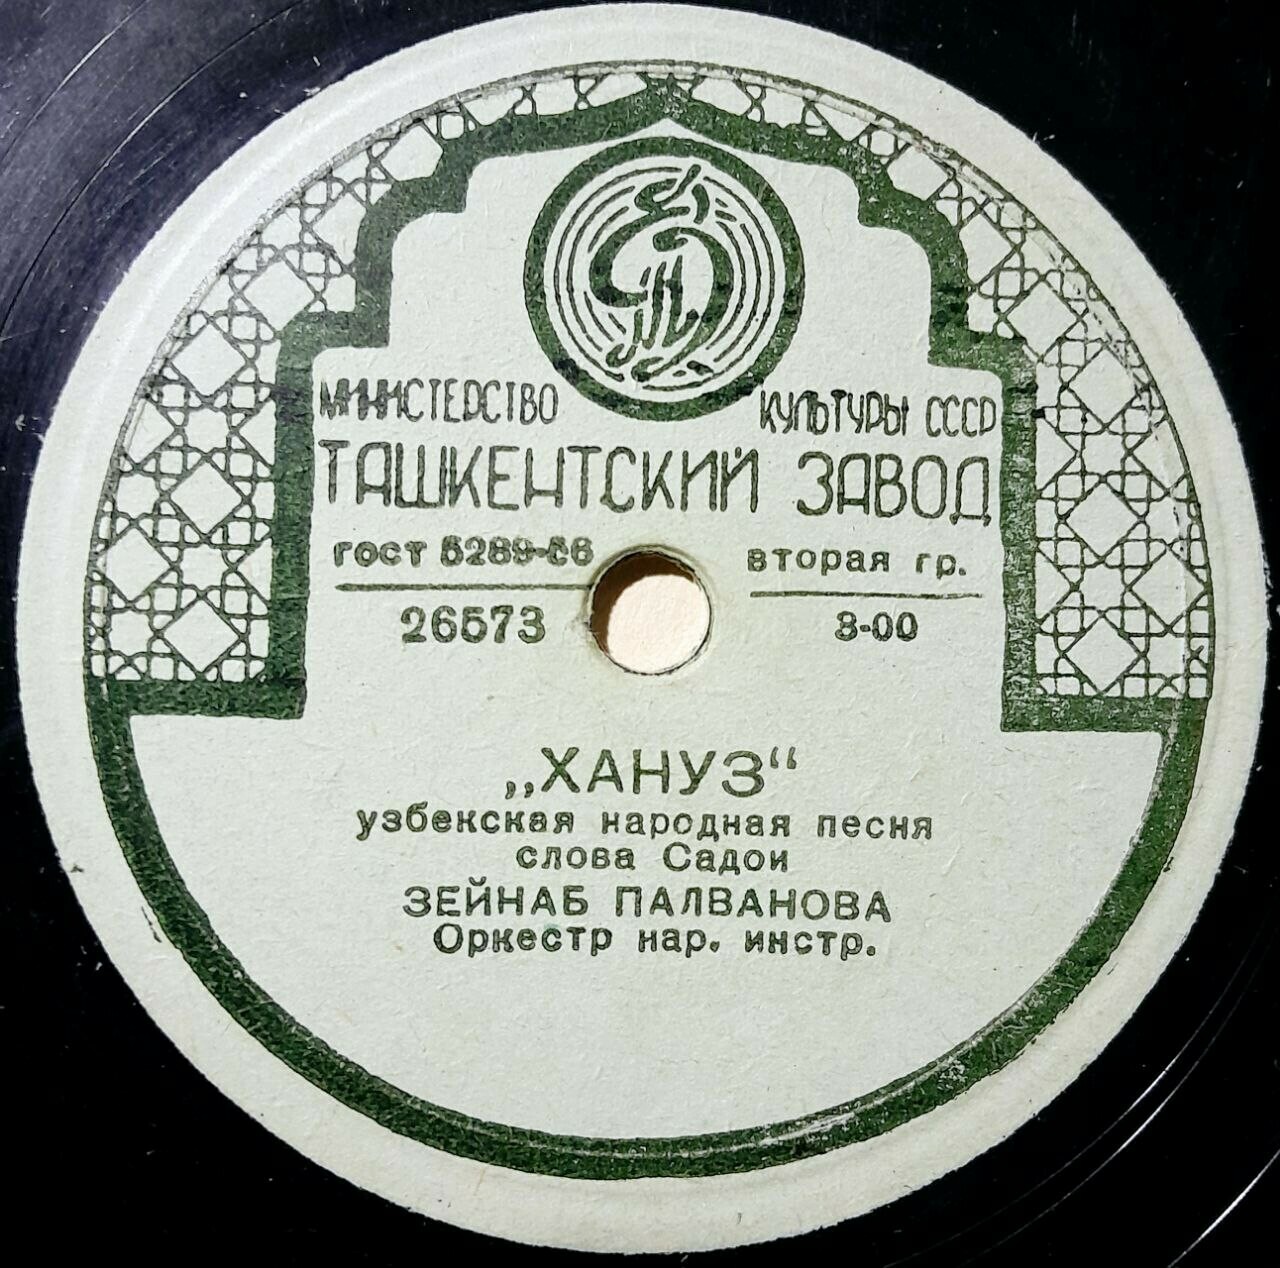 МИНИСТЕРСТВО КУЛЬТУРЫ СССР
ТАШКЕНТСКИЙ ЗАВОД
ГОСТ 5289-56 вторая гр.
26573 3-00
„ХАНУЗ“
узбекская народная песня
слова Садои
ЗЕЙНАБ ПАЛВАНОВА
Оркестр нар. инстр.